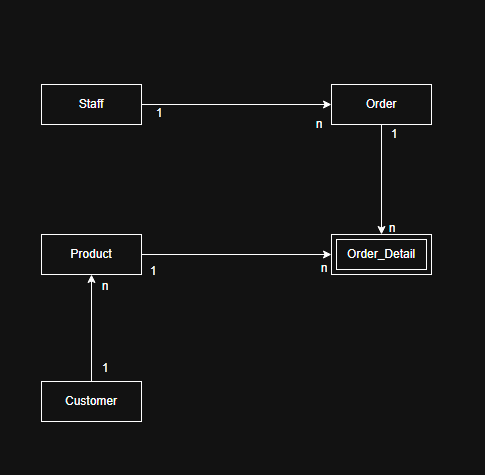 Staff
Order
1
n
1
n
Product
Order_Detail
1
n
n
1
Customer